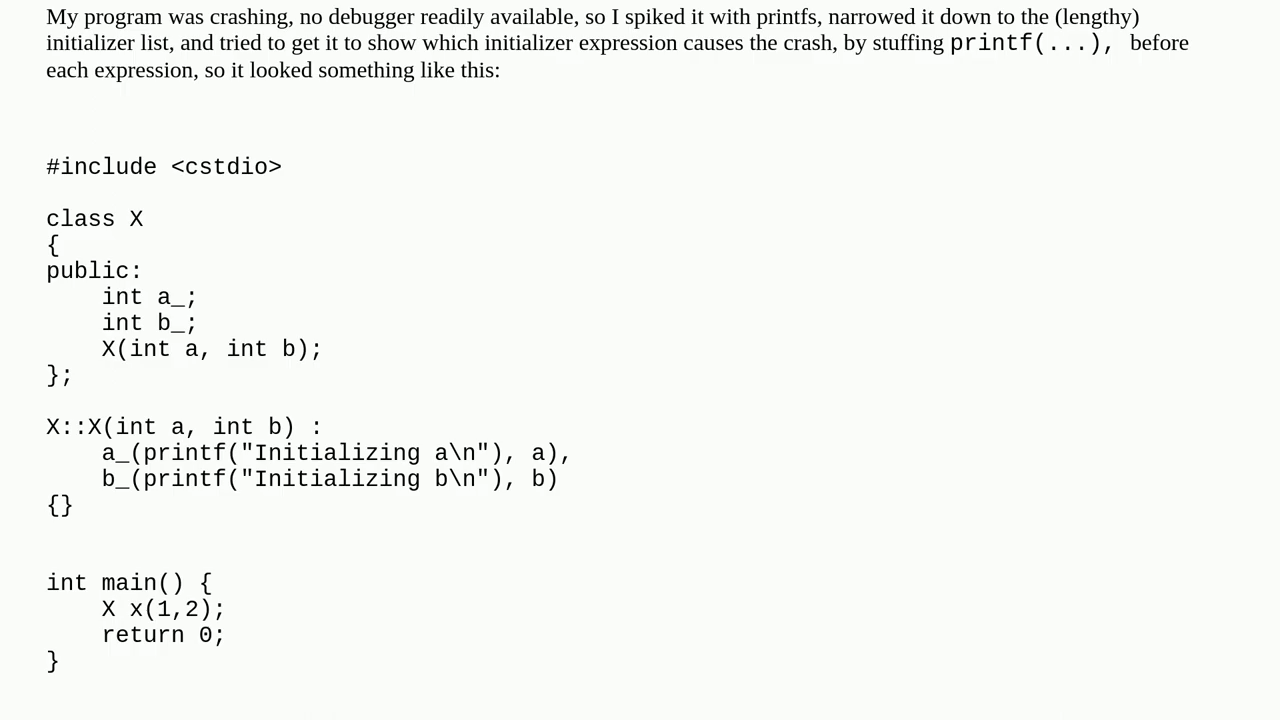 My program was crashing, no debugger readily available, so I spiked it with printfs, narrowed it down to the (lengthy)
initializer list, and tried to get it to show which initializer expression causes the crash, by stuffing printf(...), before
each expression, so it looked something like this:
#include <cstdio>
class X
{
public:
    int a_;
    int b_;
    X(int a, int b);
};
X::X(int a, int b) :
    a_(printf("Initializing a\n"), a),
    b_(printf("Initializing b\n"), b)
{}
int main() {
    X x(1,2);
    return 0;
}